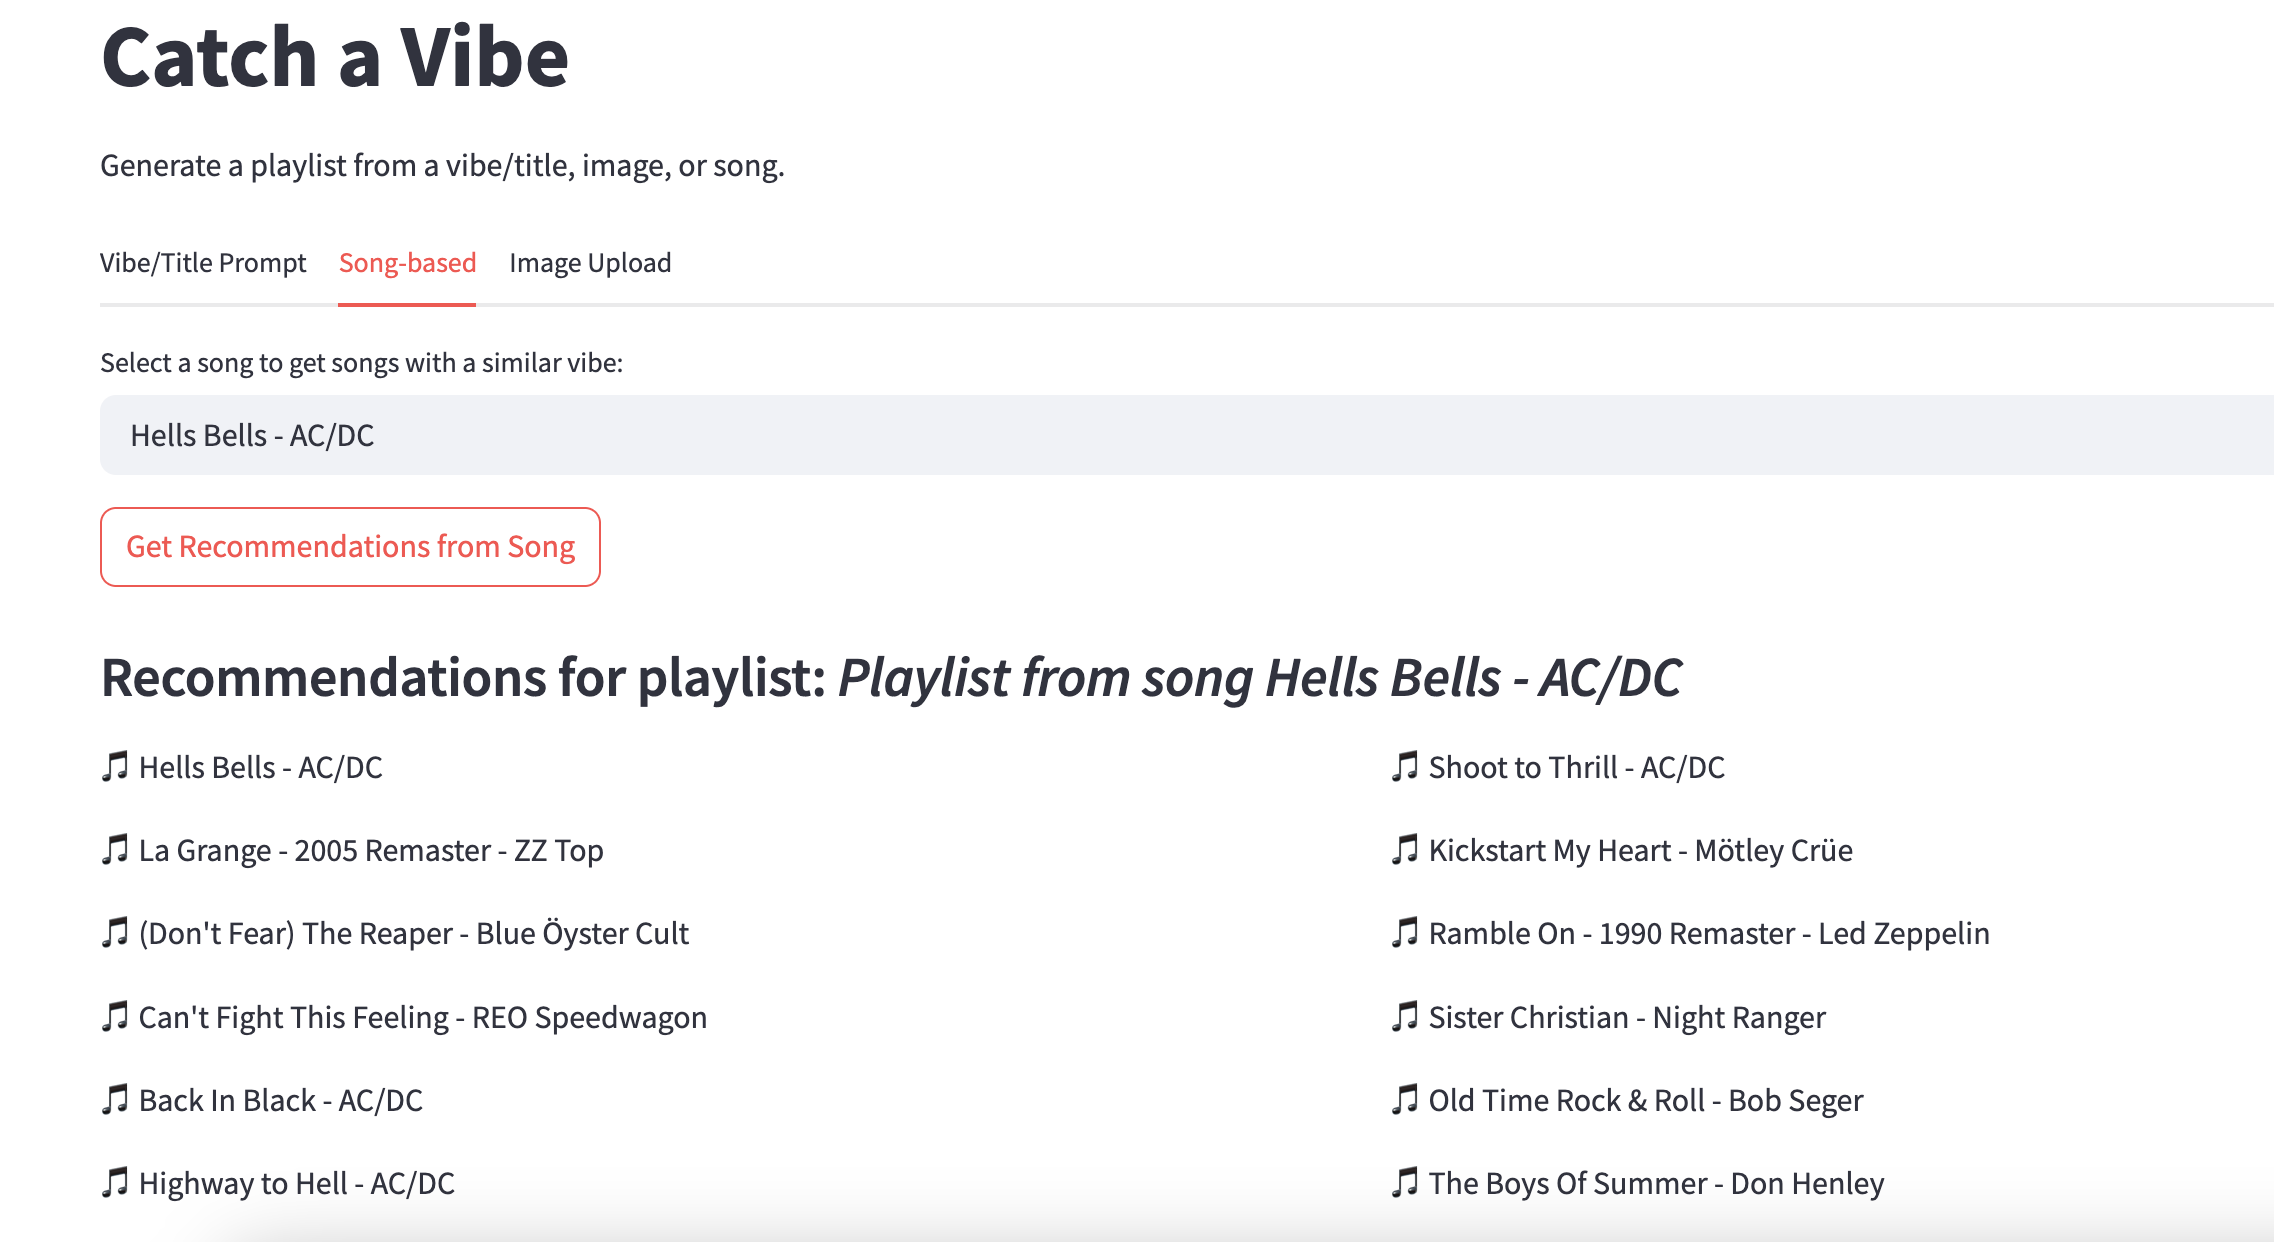 Catch a Vibe
Generate a playlist from a vibe/title, image, or song.
Vibe/Title Prompt Song-based Image Upload
Select a song to get songs with a similar vibe:
Hells Bells - AC/DC
Get Recommendations from Song
Recommendations for playlist: Playlist from song Hells Bells - AC/DC
🎵 Hells Bells - AC/DC
🎵 Shoot to Thrill - AC/DC
🎵 La Grange - 2005 Remaster - ZZ Top
🎵 Kickstart My Heart - Mötley Crüe
🎵 (Don't Fear) The Reaper - Blue Öyster Cult
🎵 Ramble On - 1990 Remaster - Led Zeppelin
🎵 Can't Fight This Feeling - REO Speedwagon
🎵 Sister Christian - Night Ranger
🎵 Back In Black - AC/DC
🎵 Old Time Rock & Roll - Bob Seger
🎵 Highway to Hell - AC/DC
🎵 The Boys Of Summer - Don Henley